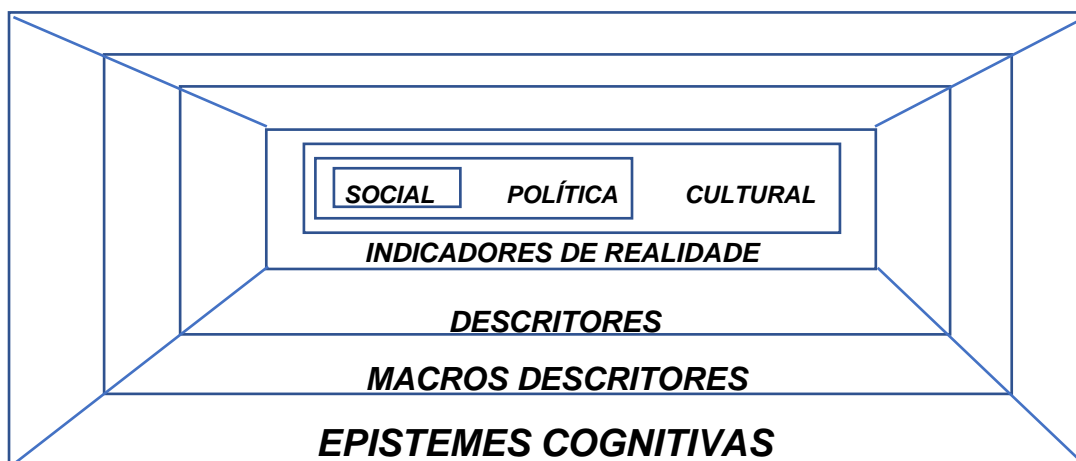 SOCIAL POLÍTICA CULTURAL
INDICADORES DE REALIDADE
DESCRITORES
MACROS DESCRITORES
EPISTEMES COGNITIVAS